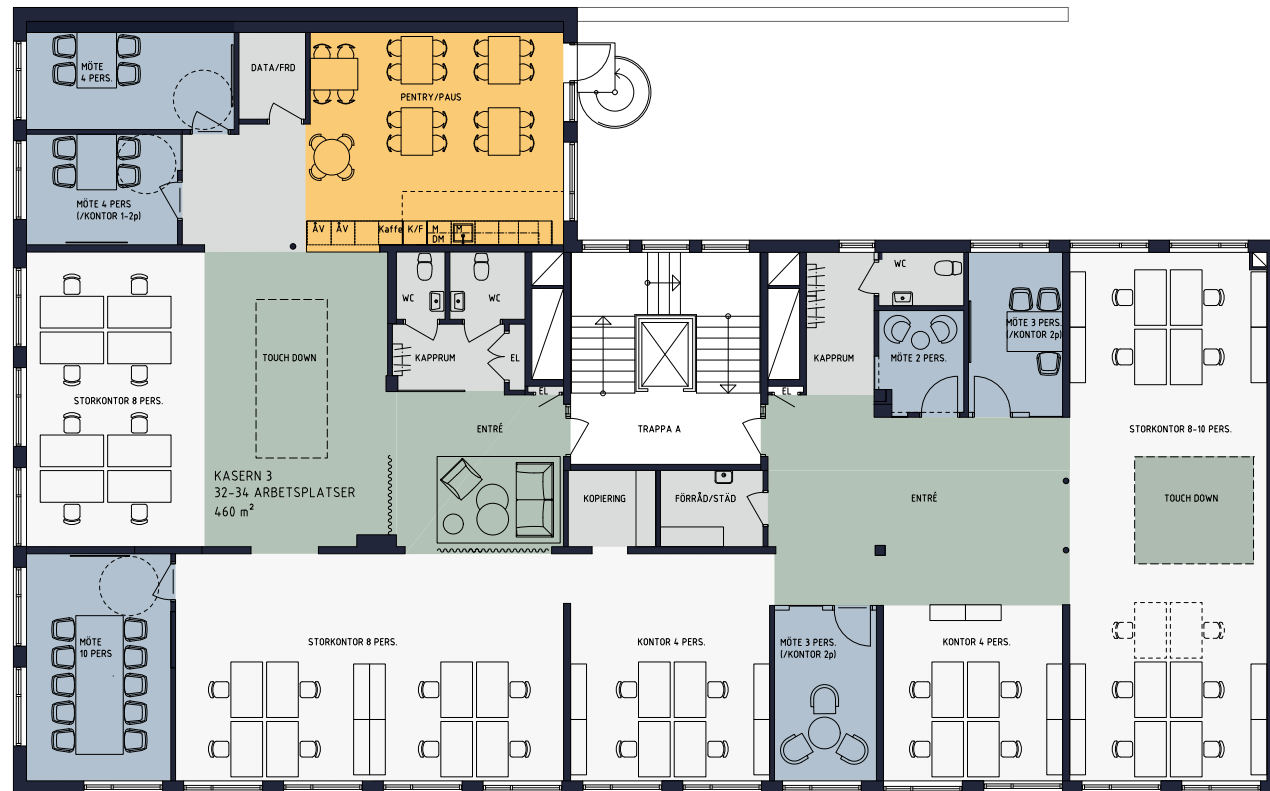 MÖTE
4 PERS.
DATA/FRD
PENTRY/PAUS
MÖTE 4 PERS
(/KONTOR 1-2p)
ÅV
ÅV
Kaffe
K/F
M
DM
M
WC
WC
KAPPRUM
EL
EL
TOUCH DOWN
STORKONTOR 8 PERS.
ENTRÉ
KASERN 3
32-34 ARBETSPLATSER
460 m²
TRAPPA A
KOPIERING
FÖRRÅD/STÄD
EL
KAPPRUM
WC
MÖTE 2 PERS.
MÖTE 3 PERS.
(/KONTOR 2p)
STORKONTOR 8-10 PERS.
ENTRÉ
TOUCH DOWN
MÖTE
10 PERS
STORKONTOR 8 PERS.
KONTOR 4 PERS.
MÖTE 3 PERS.
(/KONTOR 2p)
KONTOR 4 PERS.